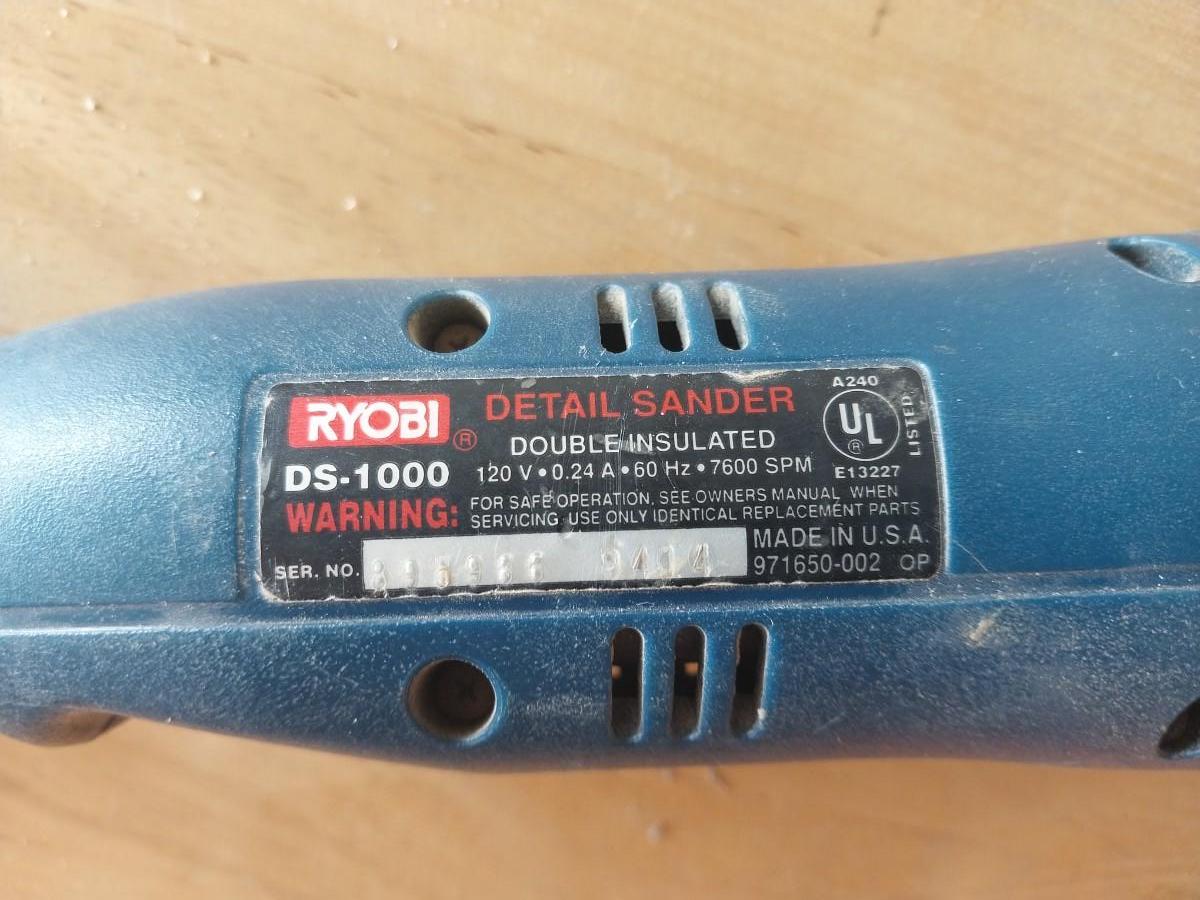 RYOBI®
DETAIL SANDER
A240
DOUBLE INSULATED
UL ®
LISTED
DS-1000
120 V • 0.24 A • 60 Hz • 7600 SPM
E13227
WARNING:
FOR SAFE OPERATION, SEE OWNERS MANUAL WHEN
SERVICING USE ONLY IDENTICAL REPLACEMENT PARTS
MADE IN U.S.A.
SER. NO.
971650-002 OP